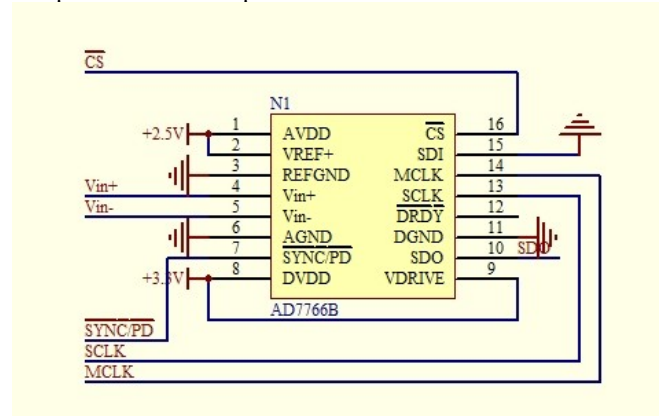 CS
N1
+2.5V 1 AVDD CS 16
2 VREF+ SDI 15
3 REFGND MCLK 14
Vin+ 4 Vin+ SCLK 13
Vin- 5 Vin- DRDY 12
6 AGND DGND 11
7 SYNC/PD SDO 10 SDO
+3.3V 8 DVDD VDRIVE 9
AD7766B
SYNC/PD
SCLK
MCLK